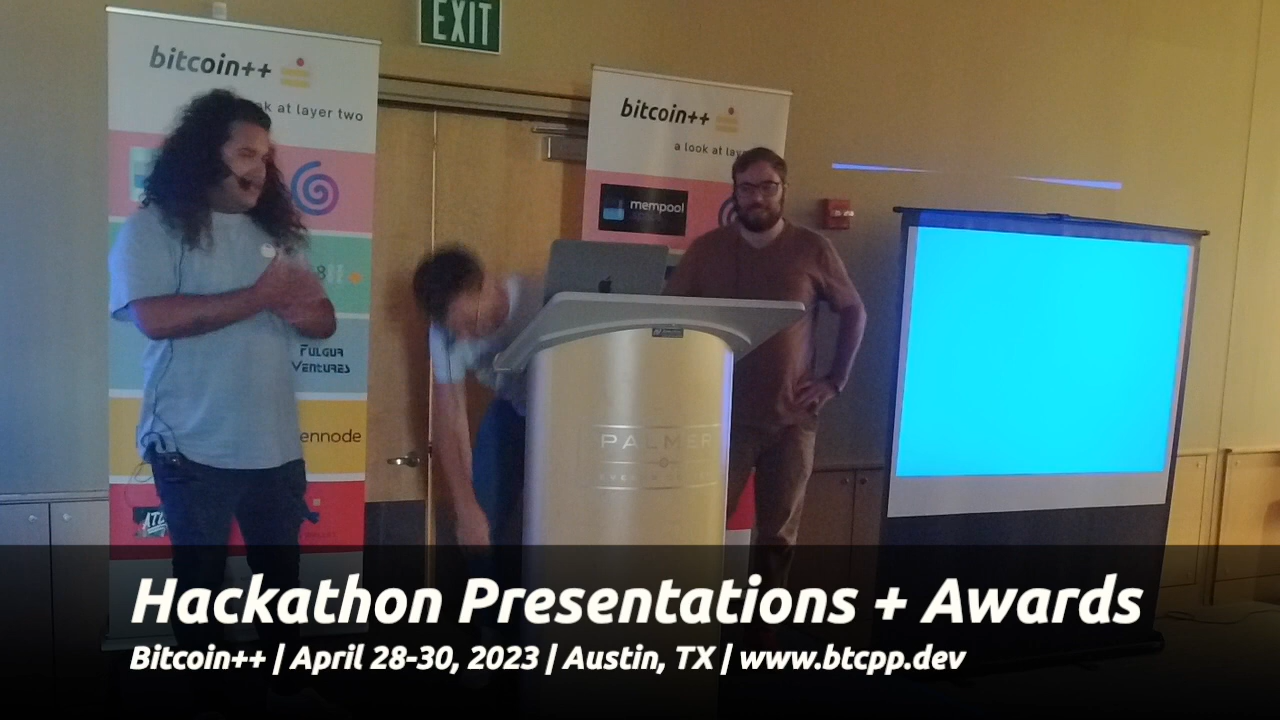 EXIT
bitcoin++
look at layer two
bitcoin++
a look at
mempool
FULGUR
VENTURES
PALMER
Hackathon Presentations + Awards
Bitcoin++ | April 28-30, 2023 | Austin, TX | www.btcpp.dev